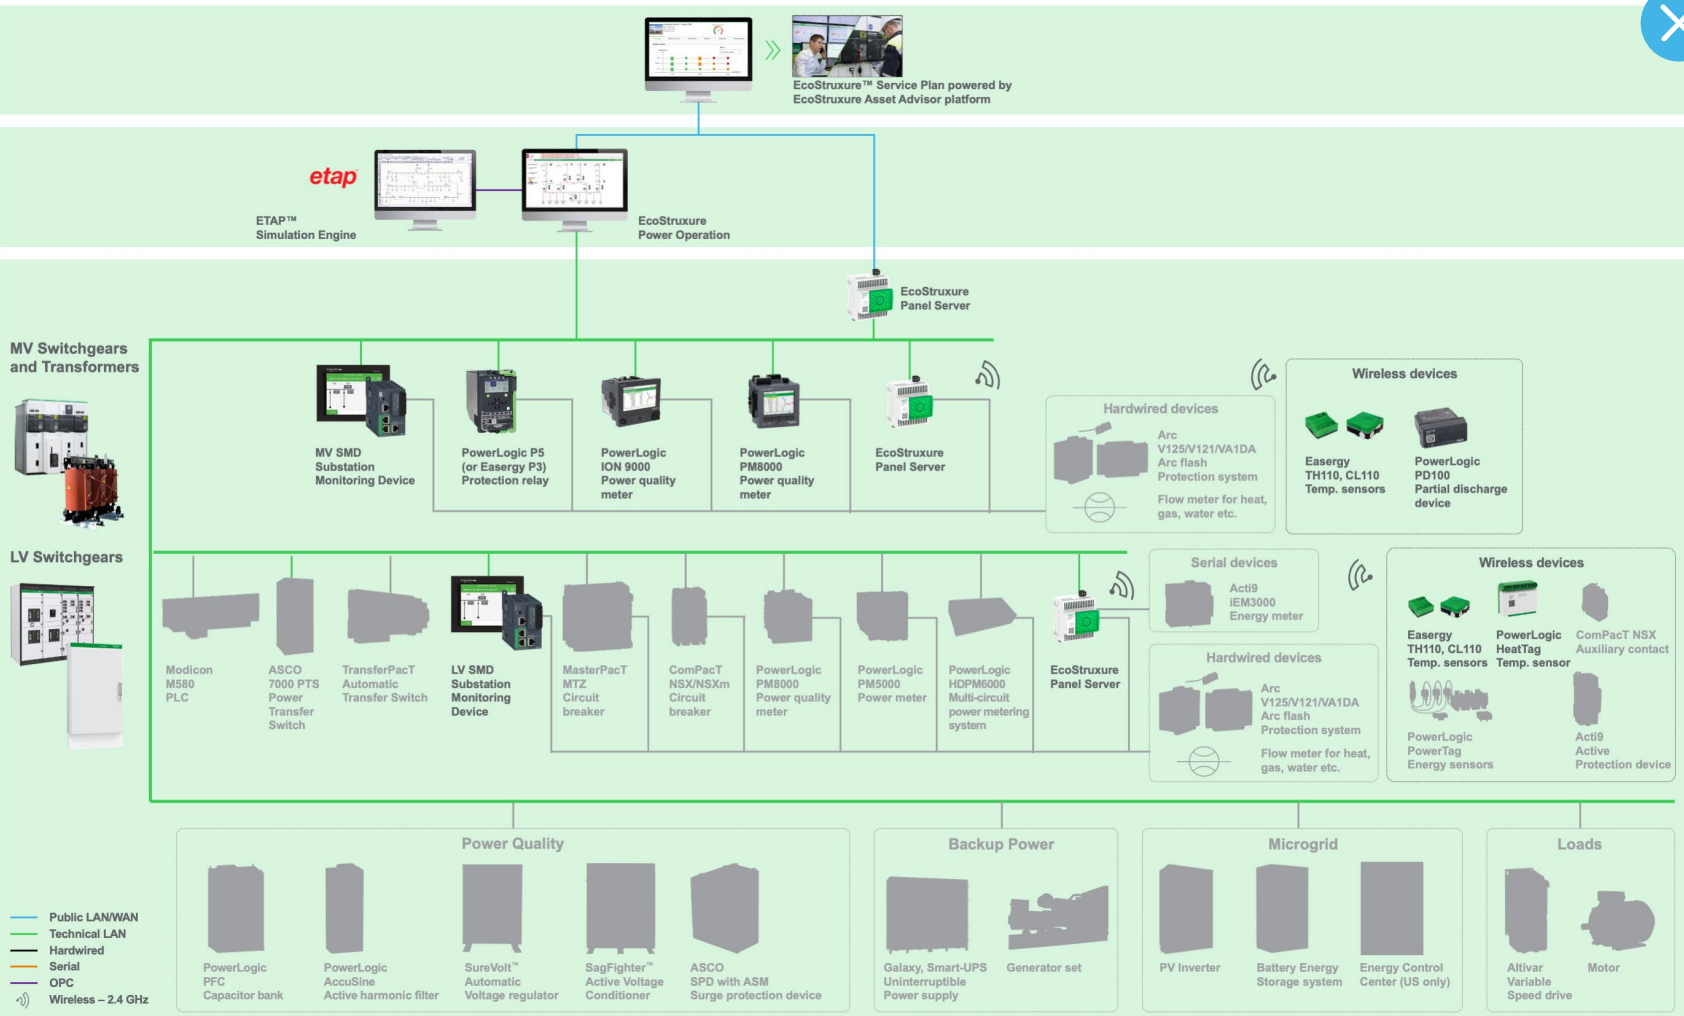 EcoStruxure™ Service Plan powered by
EcoStruxure Asset Advisor platform
etap
ETAP™
Simulation Engine
EcoStruxure
Power Operation
EcoStruxure
Panel Server
MV Switchgears
and Transformers
MV SMD
Substation
Monitoring Device
PowerLogic P5
(or Easergy P3)
Protection relay
PowerLogic
ION 9000
Power quality
meter
PowerLogic
PM8000
Power quality
meter
EcoStruxure
Panel Server
Hardwired devices
Arc
V125/V121/VA1DA
Arc flash
Protection system
Flow meter for heat,
gas, water etc.
Wireless devices
Easergy
TH110, CL110
Temp. sensors
PowerLogic
PD100
Partial discharge
device
LV Switchgears
Modicon
M580
PLC
ASCO
7000 PTS
Power
Transfer
Switch
TransferPacT
Automatic
Transfer Switch
LV SMD
Substation
Monitoring
Device
MasterPacT
MTZ
Circuit
breaker
ComPacT
NSX/NSXm
Circuit
breaker
PowerLogic
PM8000
Power quality
meter
PowerLogic
PM5000
Power meter
PowerLogic
HDPM6000
Multi-circuit
power metering
system
EcoStruxure
Panel Server
Serial devices
Acti9
iEM3000
Energy meter
Hardwired devices
Arc
V125/V121/VA1DA
Arc flash
Protection system
Flow meter for heat,
gas, water etc.
Wireless devices
Easergy
TH110, CL110
Temp. sensors
PowerLogic
HeatTag
Temp. sensor
ComPacT NSX
Auxiliary contact
PowerLogic
PowerTag
Energy sensors
Acti9
Active
Protection device
Power Quality
PowerLogic
PFC
Capacitor bank
PowerLogic
AccuSine
Active harmonic filter
SureVolt™
Automatic
Voltage regulator
SagFighter™
Active Voltage
Conditioner
ASCO
SPD with ASM
Surge protection device
Backup Power
Galaxy, Smart-UPS
Uninterruptible
Power supply
Generator set
Microgrid
PV Inverter
Battery Energy
Storage system
Energy Control
Center (US only)
Loads
Altivar
Variable
Speed drive
Motor
Public LAN/WAN
Technical LAN
Hardwired
Serial
OPC
Wireless – 2.4 GHz